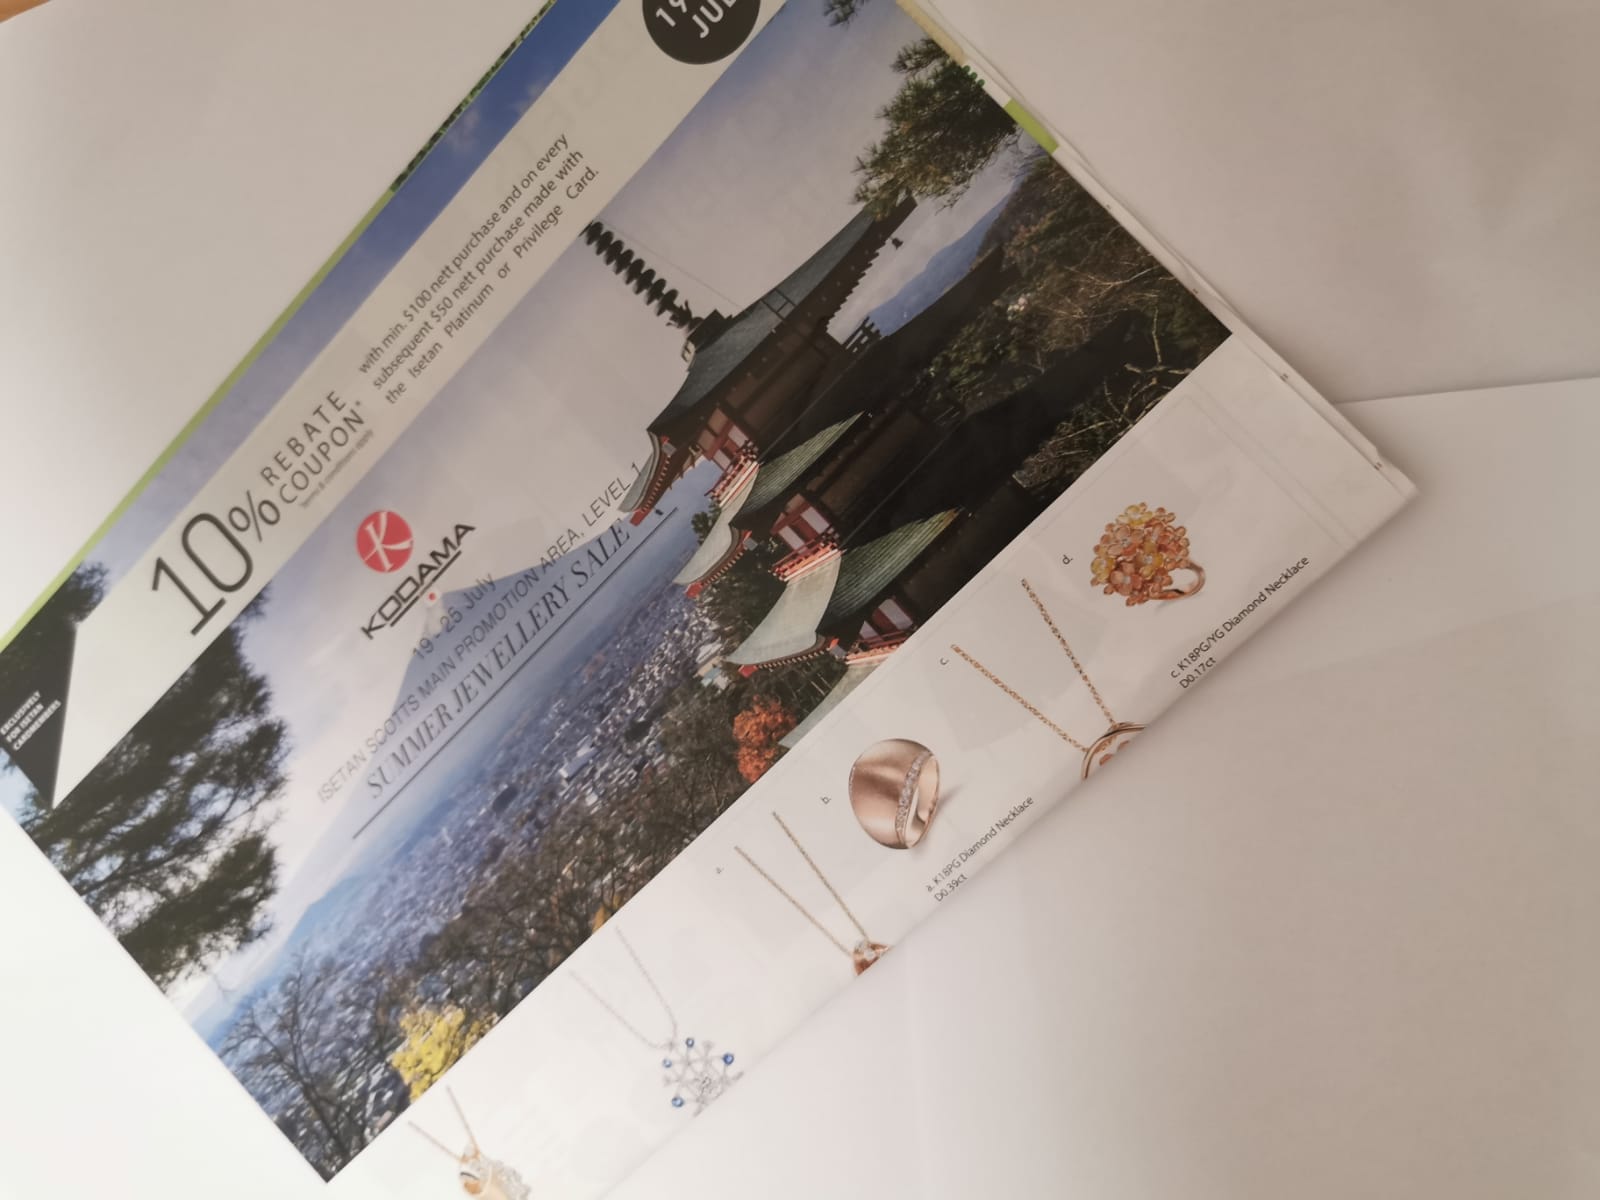 19
JUL
10% REBATE
COUPON*
Terms & conditions apply
with min. $100 nett purchase and on every
subsequent $50 nett purchase made with
the Isetan Platinum or Privilege Card.
EXCLUSIVELY
FOR ISETAN
CARDMEMBERS
K
KODAMA
19 - 25 July
ISETAN SCOTTS MAIN PROMOTION AREA, LEVEL 1
SUMMER JEWELLERY SALE
a.
b.
c.
d.
a. K18PG Diamond Necklace
D0.39ct
c. K18PG/YG Diamond Necklace
D0.17ct